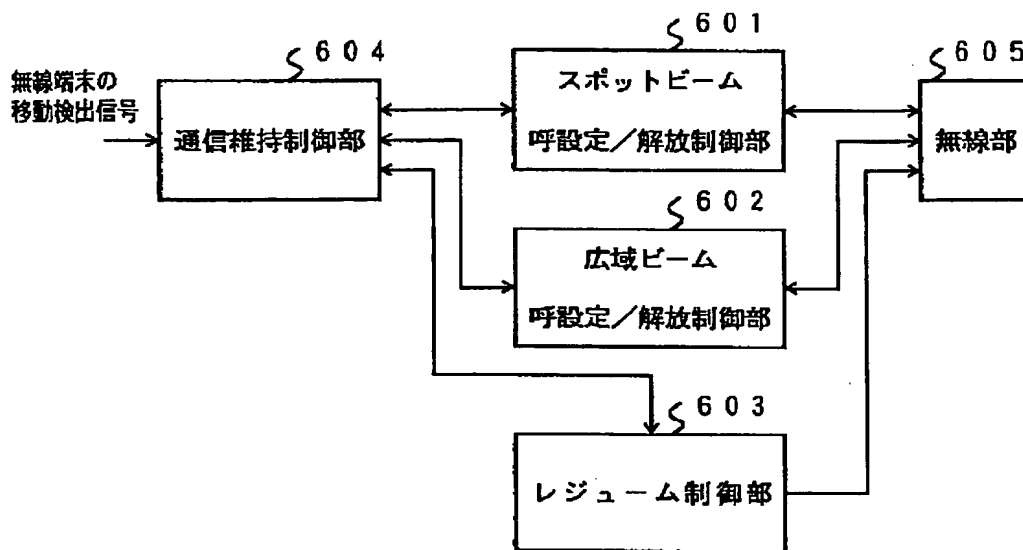 無線端末の
移動検出信号
604
通信維持制御部
601
スポットビーム
呼設定/解放制御部
602
広域ビーム
呼設定/解放制御部
603
レジューム制御部
605
無線部